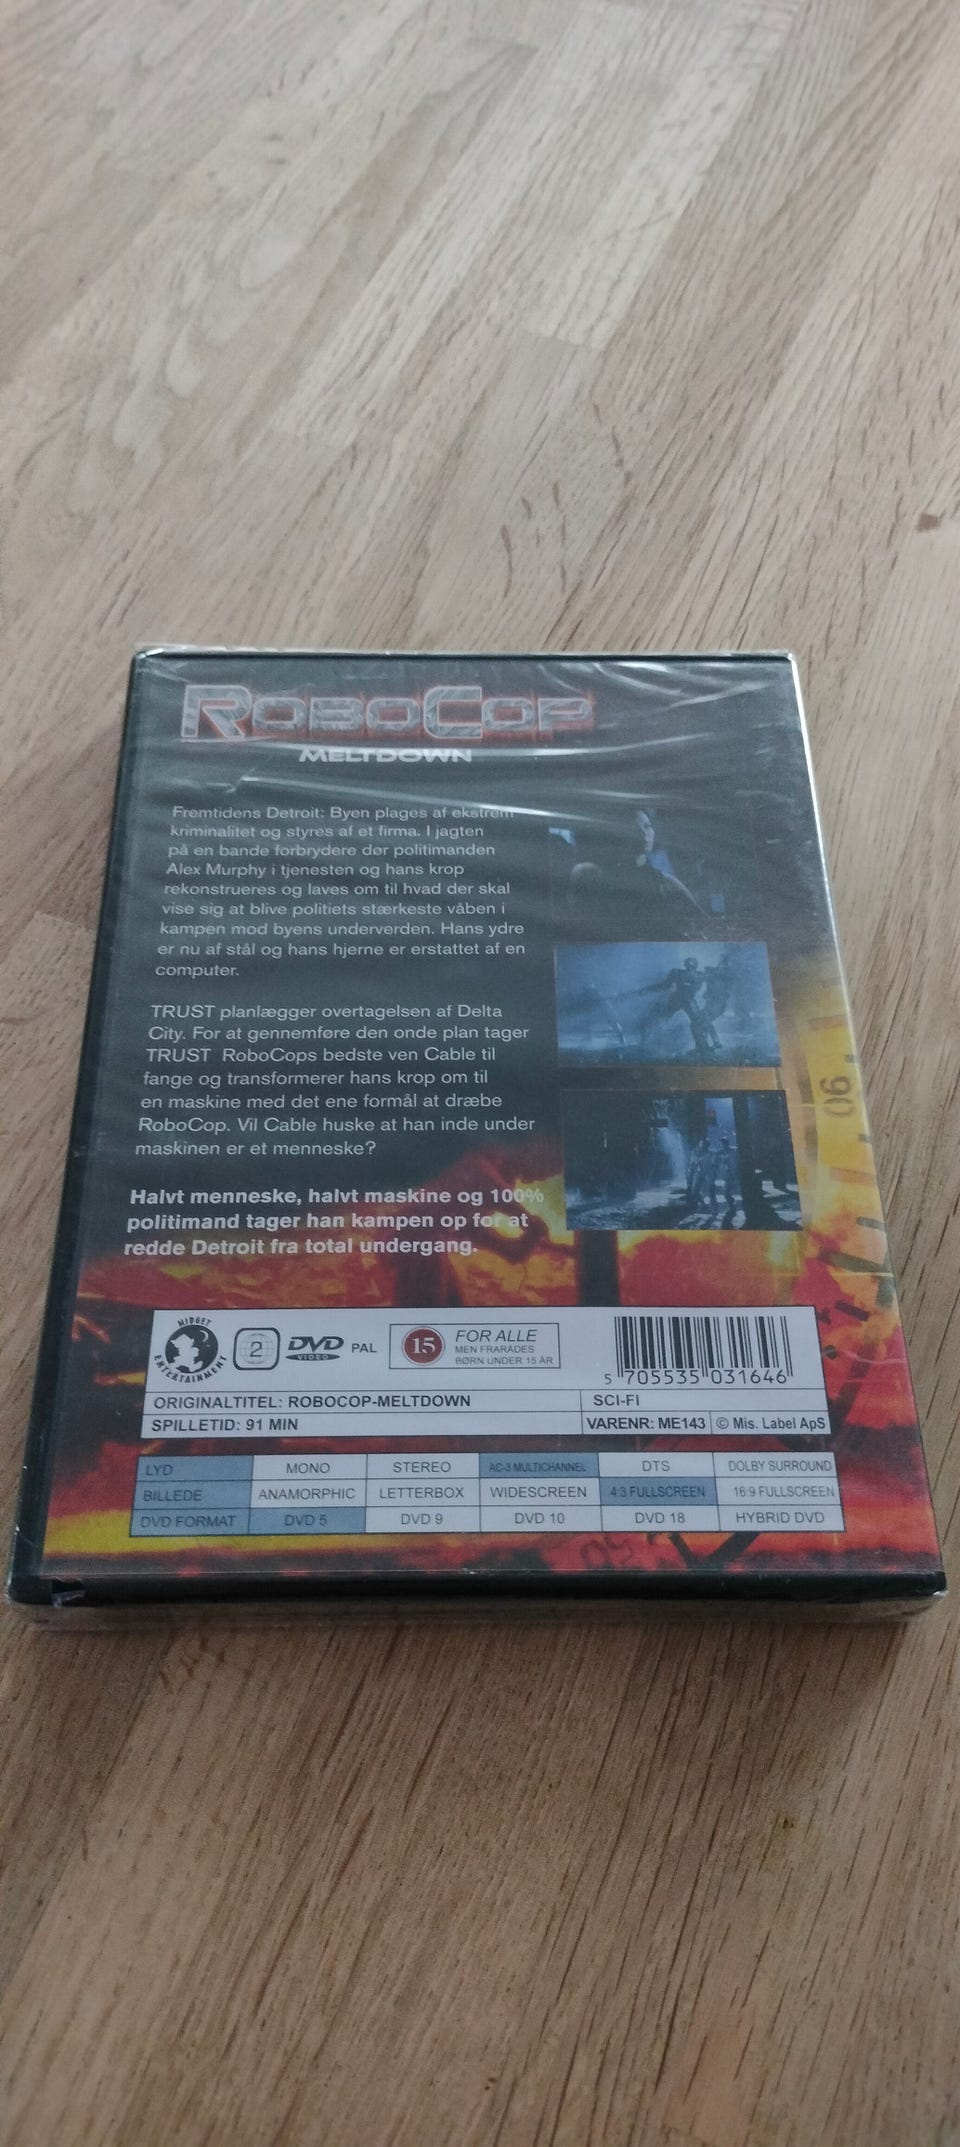 ROBOCOP
MELTDOWN
Fremtidens Detroit: Byen plages af ekstrem
kriminalitet og styres af et firma. I jagten
på en bande forbrydere dør politimanden
Alex Murphy i tjenesten og hans krop
rekonstrueres og laves om til hvad der skal
vise sig at blive politiets stærkeste våben i
kampen mod byens underverden. Hans ydre
er nu af stål og hans hjerne er erstattet af en
computer.
TRUST planlægger overtagelsen af Delta
City. For at gennemføre den onde plan tager
TRUST RoboCops bedste ven Cable til
fange og transformerer hans krop om til
en maskine med det ene formål at dræbe
RoboCop. Vil Cable huske at han inde under
maskinen er et menneske?
Halvt menneske, halvt maskine og 100%
politimand tager han kampen op for at
redde Detroit fra total undergang.
90
MIDGET ENTERTAINMENT
2
DVD VIDEO
PAL
15
FOR ALLE
MEN FRARÅDES
BØRN UNDER 15 ÅR
5 705535 031646
ORIGINALTITEL: ROBOCOP-MELTDOWN SCI-FI
SPILLETID: 91 MIN VARENR: ME143 © Mis. Label ApS
LYD MONO STEREO AC-3 MULTICHANNEL DTS DOLBY SURROUND
BILLEDE ANAMORPHIC LETTERBOX WIDESCREEN 4:3 FULLSCREEN 16:9 FULLSCREEN
DVD FORMAT DVD 5 DVD 9 DVD 10 DVD 18 HYBRID DVD